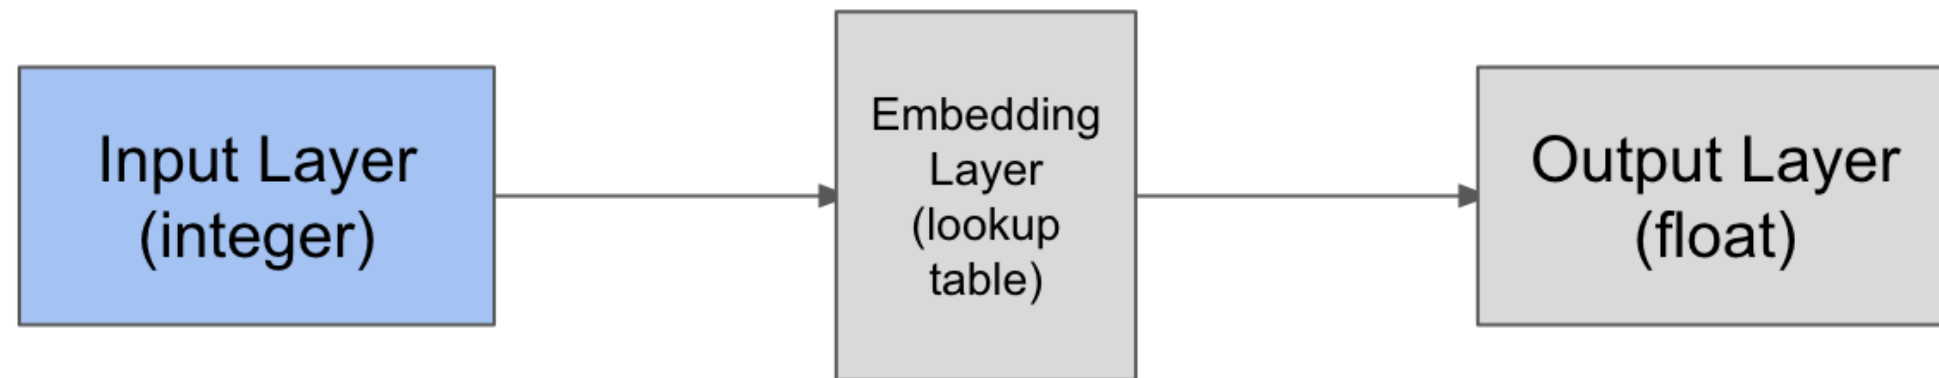 Input Layer
(integer)
Embedding
Layer
(lookup
table)
Output Layer
(float)